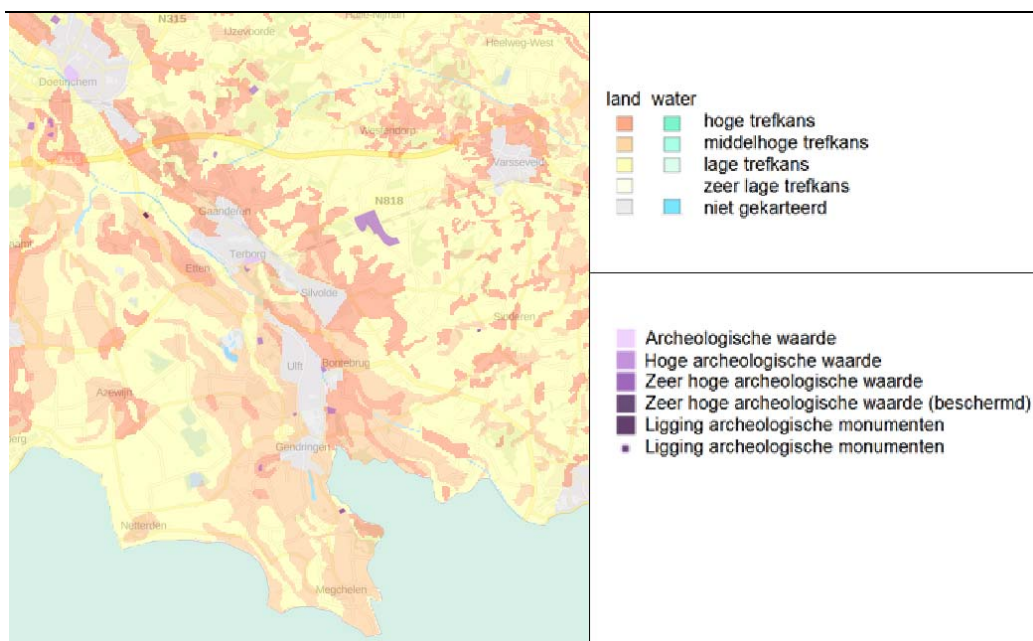 N315
IJzevoorde
Heelweg-West
Doetinchem
Westendorp
Varsseveld
Gaanderen
N818
Terborg
Etten
Silvolde
Sinderen
Ulft
Bontebrug
Azewijn
Gendringen
Netterden
Megchelen
land water
hoge trefkans
middelhoge trefkans
lage trefkans
zeer lage trefkans
niet gekarteerd
Archeologische waarde
Hoge archeologische waarde
Zeer hoge archeologische waarde
Zeer hoge archeologische waarde (beschermd)
Ligging archeologische monumenten
Ligging archeologische monumenten